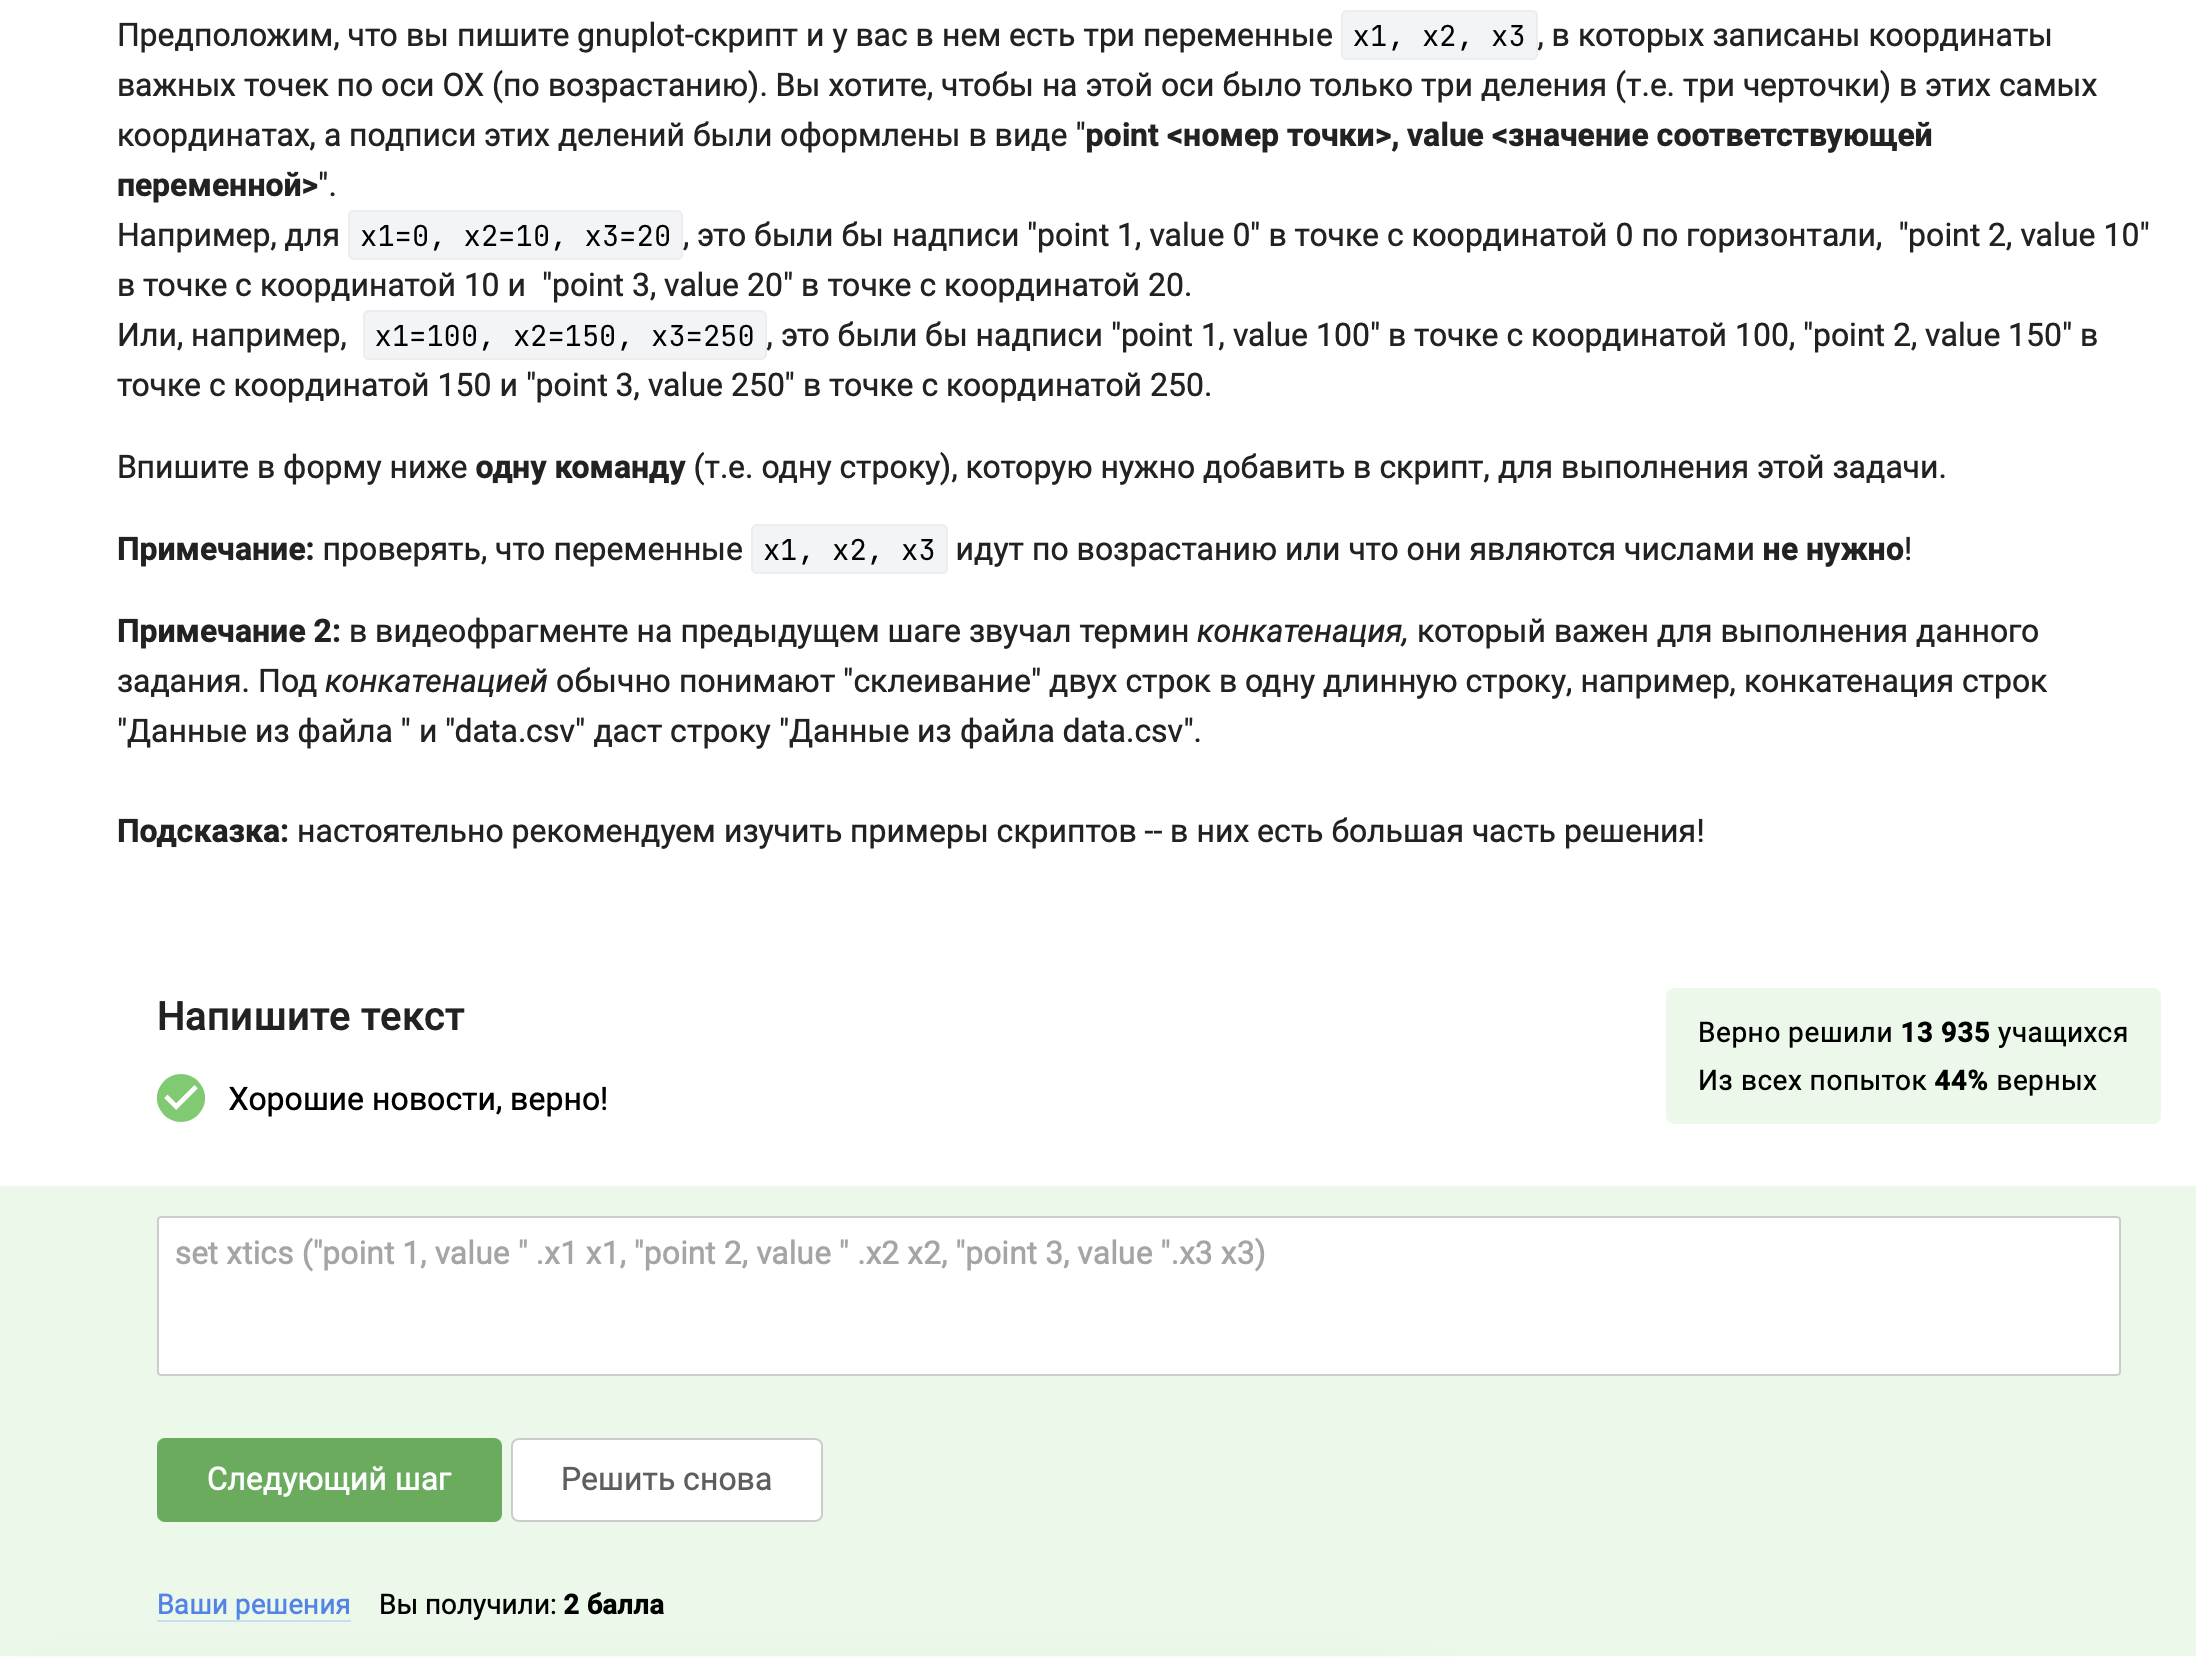 Предположим, что вы пишите gnuplot-скрипт и у вас в нем есть три переменные x1, x2, x3, в которых записаны координаты
важных точек по оси OX (по возрастанию). Вы хотите, чтобы на этой оси было только три деления (т.е. три черточки) в этих самых
координатах, а подписи этих делений были оформлены в виде "point <номер точки>, value <значение соответствующей
переменной>".
Например, для x1=0, x2=10, x3=20, это были бы надписи "point 1, value 0" в точке с координатой 0 по горизонтали, "point 2, value 10"
в точке с координатой 10 и "point 3, value 20" в точке с координатой 20.
Или, например, x1=100, x2=150, x3=250, это были бы надписи "point 1, value 100" в точке с координатой 100, "point 2, value 150" в
точке с координатой 150 и "point 3, value 250" в точке с координатой 250.
Впишите в форму ниже одну команду (т.е. одну строку), которую нужно добавить в скрипт, для выполнения этой задачи.
Примечание: проверять, что переменные x1, x2, x3 идут по возрастанию или что они являются числами не нужно!
Примечание 2: в видеофрагменте на предыдущем шаге звучал термин конкатенация, который важен для выполнения данного
задания. Под конкатенацией обычно понимают "склеивание" двух строк в одну длинную строку, например, конкатенация строк
"Данные из файла " и "data.csv" даст строку "Данные из файла data.csv".
Подсказка: настоятельно рекомендуем изучить примеры скриптов -- в них есть большая часть решения!
Напишите текст
Верно решили 13 935 учащихся
Из всех попыток 44% верных
Хорошие новости, верно!
set xtics ("point 1, value " .x1 x1, "point 2, value " .x2 x2, "point 3, value ".x3 x3)
Следующий шаг Решить снова
Ваши решения Вы получили: 2 балла